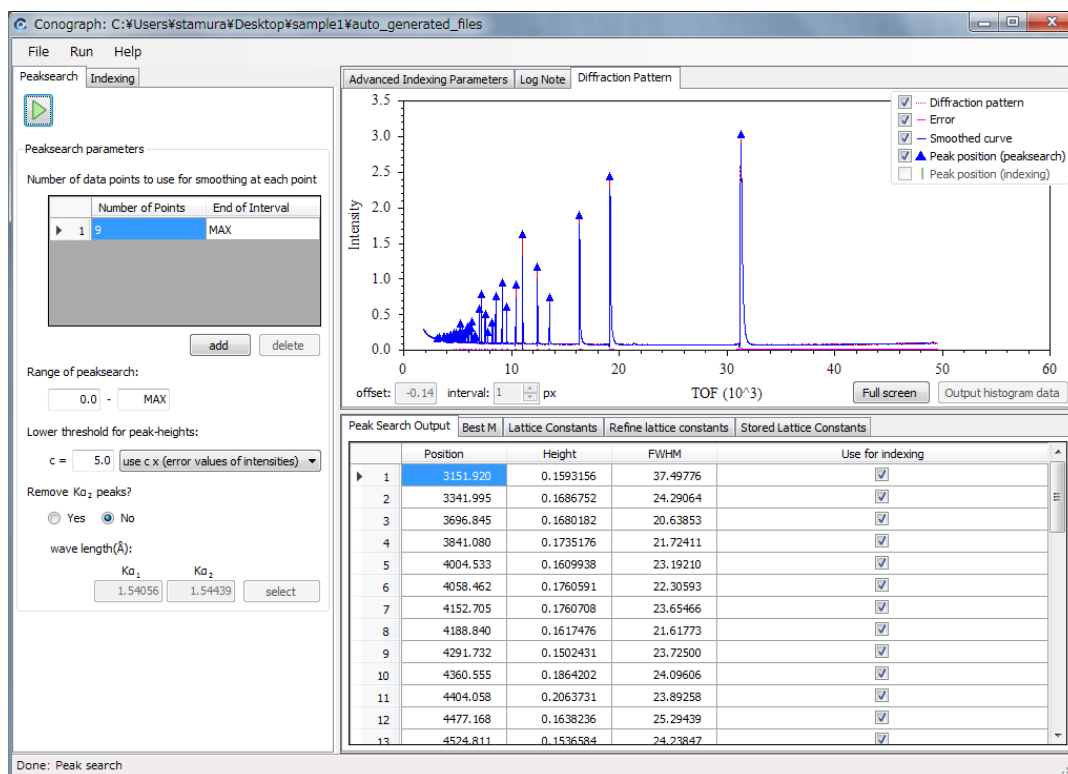 Conograph: C:¥Users¥stamura¥Desktop¥sample1¥auto_generated_files
File Run Help
Peaksearch Indexing
Peaksearch parameters
Number of data points to use for smoothing at each point
Number of Points End of Interval
1 9 MAX
add delete
Range of peaksearch:
0.0 - MAX
Lower threshold for peak-heights:
c = 5.0 use c x (error values of intensities)
Remove Kα₂ peaks?
Yes No
wave length(Å):
Kα₁ Kα₂
1.54056 1.54439 select
Advanced Indexing Parameters Log Note Diffraction Pattern
3.5
3.0
2.5
2.0
1.5
1.0
0.5
0.0
Intensity
0 10 20 30 40 50 60
TOF (10^3)
Diffraction pattern
Error
Smoothed curve
Peak position (peaksearch)
Peak position (indexing)
offset: -0.14 interval: 1 px Full screen Output histogram data
Peak Search Output Best M Lattice Constants Refine lattice constants Stored Lattice Constants
Position Height FWHM Use for indexing
1 3151.920 0.1593156 37.49776
2 3341.995 0.1686752 24.29064
3 3696.845 0.1680182 20.63853
4 3841.080 0.1735176 21.72411
5 4004.533 0.1609938 23.19210
6 4058.462 0.1760591 22.30593
7 4152.705 0.1760708 23.65466
8 4188.840 0.1617476 21.61773
9 4291.732 0.1502431 23.72500
10 4360.555 0.1864202 24.09606
11 4404.058 0.2063731 23.89258
12 4477.168 0.1638236 25.29439
13 4524.811 0.1536584 24.23847
Done: Peak search